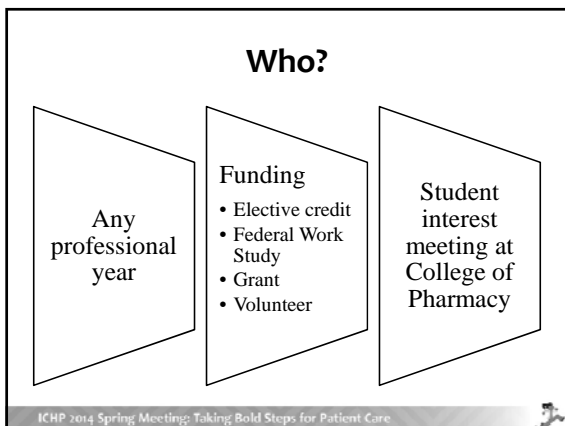 Who?
Any
professional
year
Funding
• Elective credit
• Federal Work
Study
• Grant
• Volunteer
Student
interest
meeting at
College of
Pharmacy
ICHP 2014 Spring Meeting: Taking Bold Steps for Patient Care